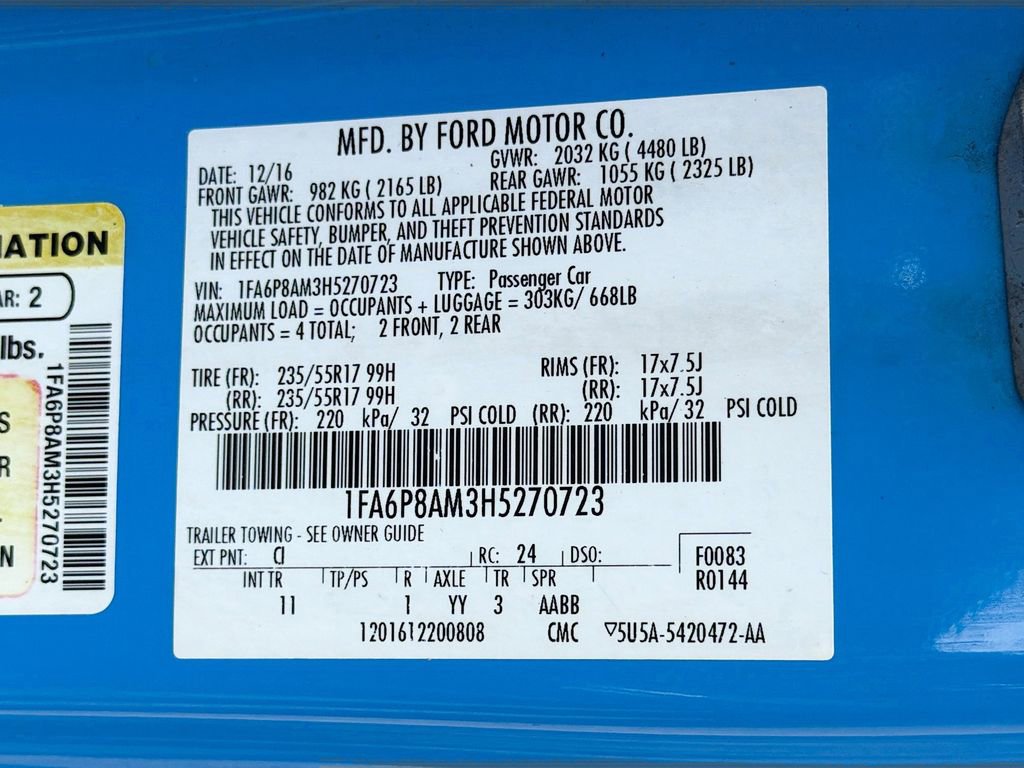 MFD. BY FORD MOTOR CO.
DATE: 12/16 GVWR: 2032 KG ( 4480 LB)
FRONT GAWR: 982 KG ( 2165 LB) REAR GAWR: 1055 KG ( 2325 LB)
THIS VEHICLE CONFORMS TO ALL APPLICABLE FEDERAL MOTOR
VEHICLE SAFETY, BUMPER, AND THEFT PREVENTION STANDARDS
IN EFFECT ON THE DATE OF MANUFACTURE SHOWN ABOVE.
VIN: 1FA6P8AM3H5270723 TYPE: Passenger Car
MAXIMUM LOAD = OCCUPANTS + LUGGAGE = 303KG/ 668LB
OCCUPANTS = 4 TOTAL; 2 FRONT, 2 REAR
TIRE (FR): 235/55R17 99H RIMS (FR): 17x7.5J
(RR): 235/55R17 99H (RR): 17x7.5J
PRESSURE (FR): 220 kPa/ 32 PSI COLD (RR): 220 kPa/ 32 PSI COLD
1FA6P8AM3H5270723
TRAILER TOWING - SEE OWNER GUIDE
EXT PNT: CI RC: 24 DSO: F0083
INT TR TP/PS R AXLE TR SPR R0144
11 1 YY 3 AABB
1201612200808 CMC ▽5U5A-5420472-AA
IATION
AR: 2
lbs.
S
R
N
1FA6P8AM3H5270723